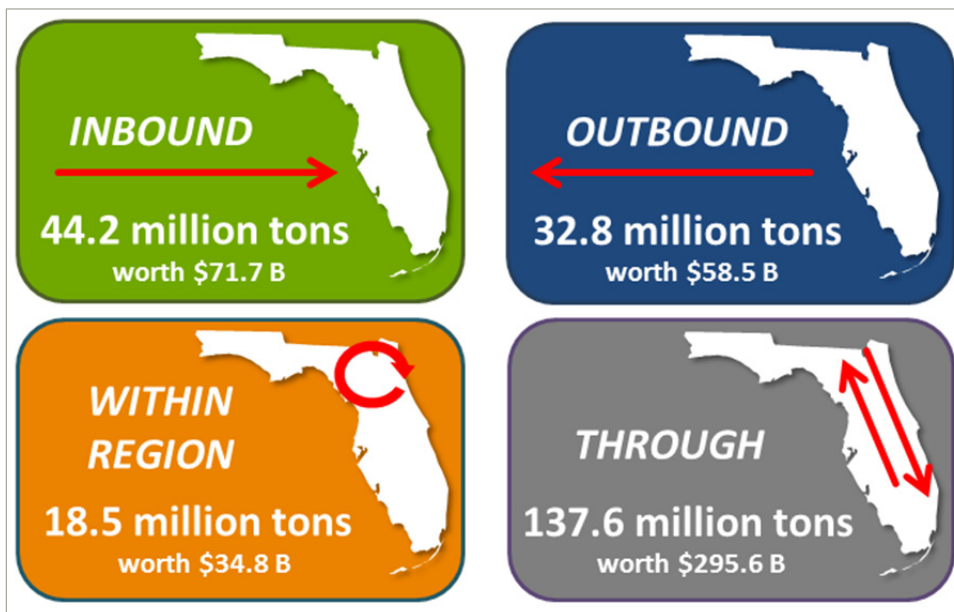 INBOUND
44.2 million tons
worth $71.7 B
OUTBOUND
32.8 million tons
worth $58.5 B
WITHIN
REGION
18.5 million tons
worth $34.8 B
THROUGH
137.6 million tons
worth $295.6 B